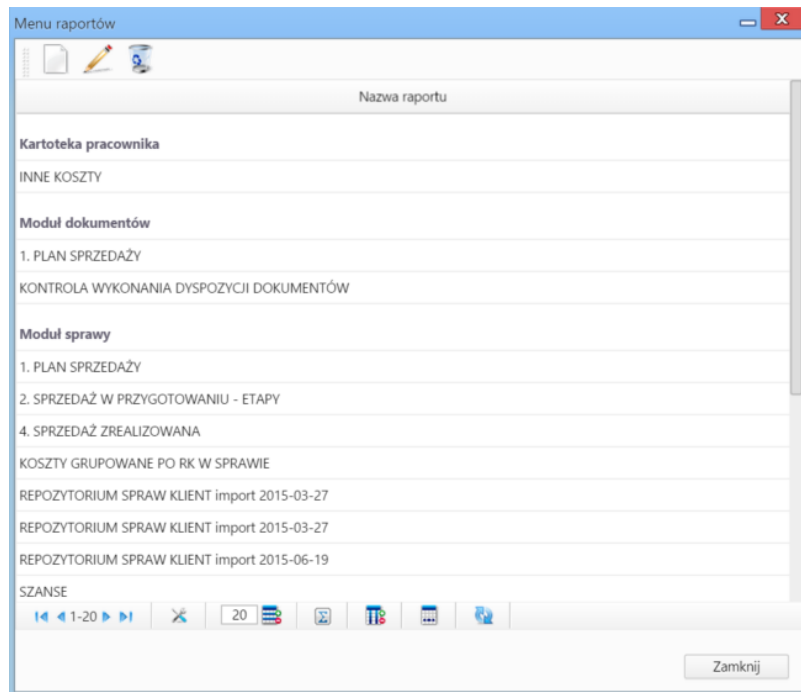 Menu raportów
Nazwa raportu
Kartoteka pracownika
INNE KOSZTY
Moduł dokumentów
1. PLAN SPRZEDAŻY
KONTROLA WYKONANIA DYSPOZYCJI DOKUMENTÓW
Moduł sprawy
1. PLAN SPRZEDAŻY
2. SPRZEDAŻ W PRZYGOTOWANIU - ETAPY
4. SPRZEDAŻ ZREALIZOWANA
KOSZTY GRUPOWANE PO RK W SPRAWIE
REPOZYTORIUM SPRAW KLIENT import 2015-03-27
REPOZYTORIUM SPRAW KLIENT import 2015-03-27
REPOZYTORIUM SPRAW KLIENT import 2015-06-19
SZANSE
1-20 20
Zamknij